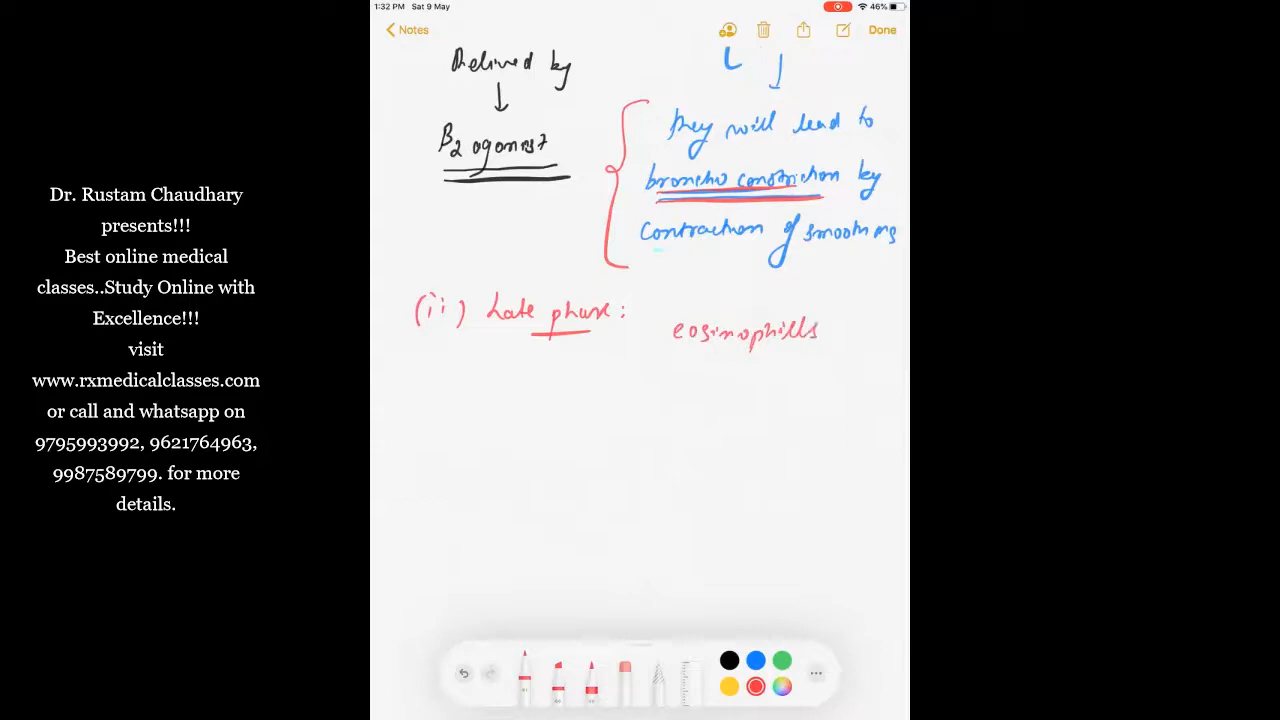 1:32 PM Sat 9 May
46%
Notes
Done
Relieved by
β2 agonist
they will lead to
broncho constriction by
contraction of smooth ms
(ii) Late phase:
eosinophills
Dr. Rustam Chaudhary
presents!!!
Best online medical
classes..Study Online with
Excellence!!!
visit
www.rxmedicalclasses.com
or call and whatsapp on
9795993992, 9621764963,
9987589799. for more
details.